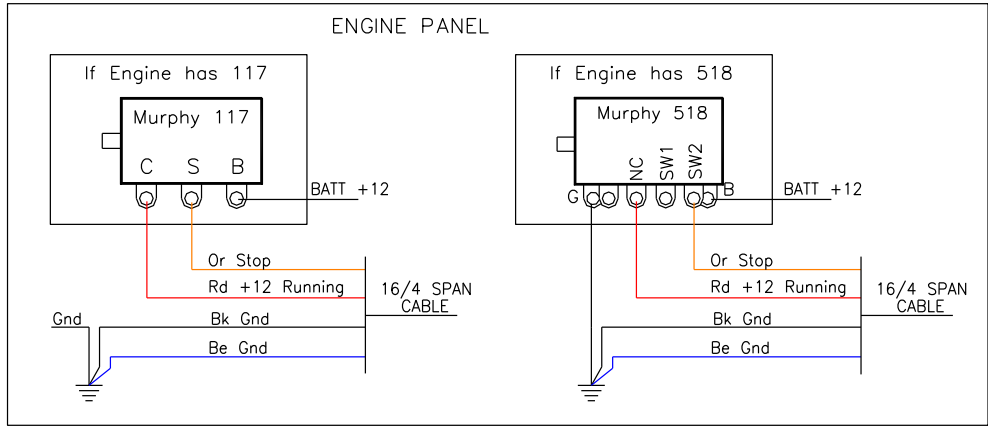 ENGINE PANEL
If Engine has 117
Murphy 117
C S B
BATT +12
Or Stop
Rd +12 Running
16/4 SPAN
CABLE
Gnd
Bk Gnd
Be Gnd
If Engine has 518
Murphy 518
NC SW1 SW2
G B
BATT +12
Or Stop
Rd +12 Running
16/4 SPAN
CABLE
Bk Gnd
Be Gnd